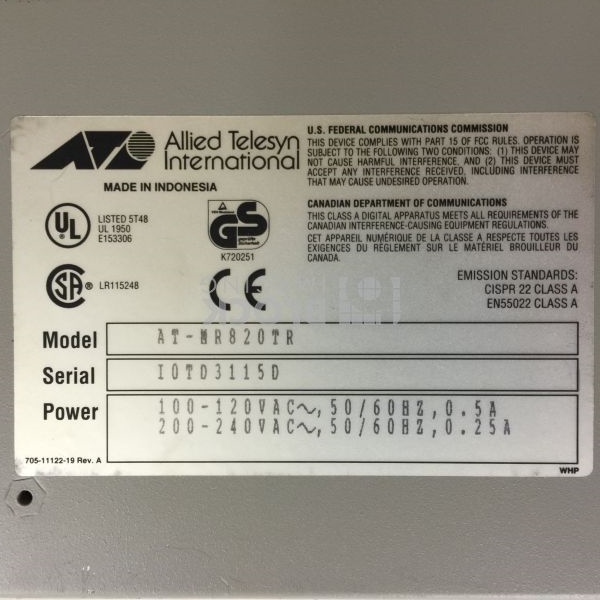 Allied Telesyn
International
MADE IN INDONESIA
UL
LISTED 5T48
UL 1950
E153306
GS
K720251
SA
LR115248
CE
U.S. FEDERAL COMMUNICATIONS COMMISSION
THIS DEVICE COMPLIES WITH PART 15 OF FCC RULES. OPERATION IS
SUBJECT TO THE FOLLOWING TWO CONDITIONS: (1) THIS DEVICE MAY
NOT CAUSE HARMFUL INTERFERENCE, AND (2) THIS DEVICE MUST
ACCEPT ANY INTERFERENCE RECEIVED, INCLUDING INTERFERENCE
THAT MAY CAUSE UNDESIRED OPERATION.
CANADIAN DEPARTMENT OF COMMUNICATIONS
THIS CLASS A DIGITAL APPARATUS MEETS ALL REQUIREMENTS OF THE
CANADIAN INTERFERENCE-CAUSING EQUIPMENT REGULATIONS.
CET APPAREIL NUMÉRIQUE DE LA CLASSE A RESPECTE TOUTES LES
EXIGENCES DU RÈGLEMENT SUR LE MATÉRIEL BROUILLEUR DU
CANADA.
EMISSION STANDARDS:
CISPR 22 CLASS A
EN55022 CLASS A
Model AT-MR820TR
Serial I0TD3115D
Power 100-120VAC~,50/60HZ,0.5A
200-240VAC~,50/60HZ,0.25A
705-11122-19 Rev. A
WHP